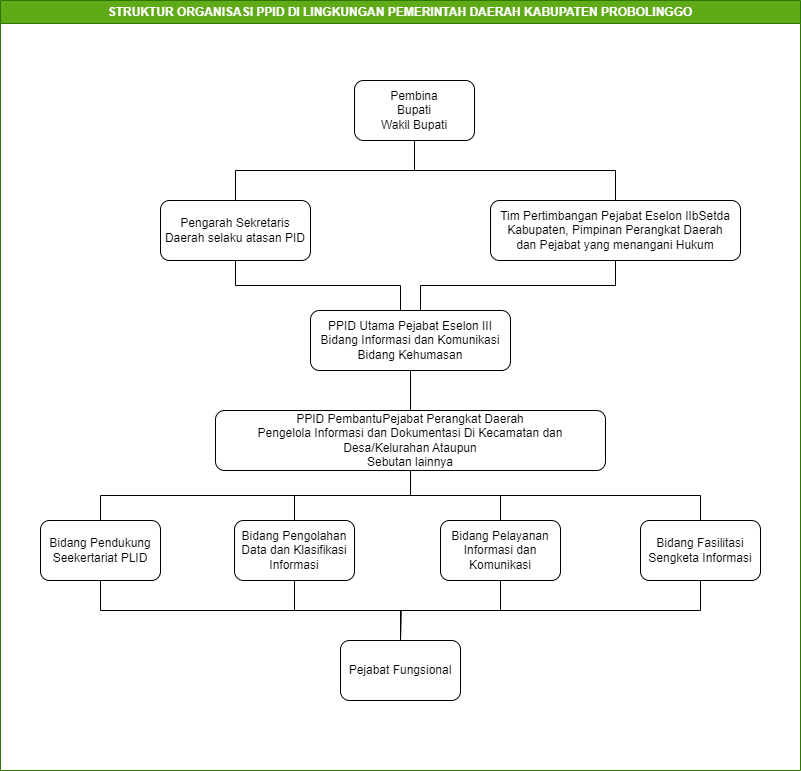 STRUKTUR ORGANISASI PPID DI LINGKUNGAN PEMERINTAH DAERAH KABUPATEN PROBOLINGGO
Pembina
Bupati
Wakil Bupati
Pengarah Sekretaris
Daerah selaku atasan PID
Tim Pertimbangan Pejabat Eselon IIbSetda
Kabupaten, Pimpinan Perangkat Daerah
dan Pejabat yang menangani Hukum
PPID Utama Pejabat Eselon III
Bidang Informasi dan Komunikasi
Bidang Kehumasan
PPID PembantuPejabat Perangkat Daerah
Pengelola Informasi dan Dokumentasi Di Kecamatan dan
Desa/Kelurahan Ataupun
Sebutan lainnya
Bidang Pendukung
Seekertariat PLID
Bidang Pengolahan
Data dan Klasifikasi
Informasi
Bidang Pelayanan
Informasi dan
Komunikasi
Bidang Fasilitasi
Sengketa Informasi
Pejabat Fungsional